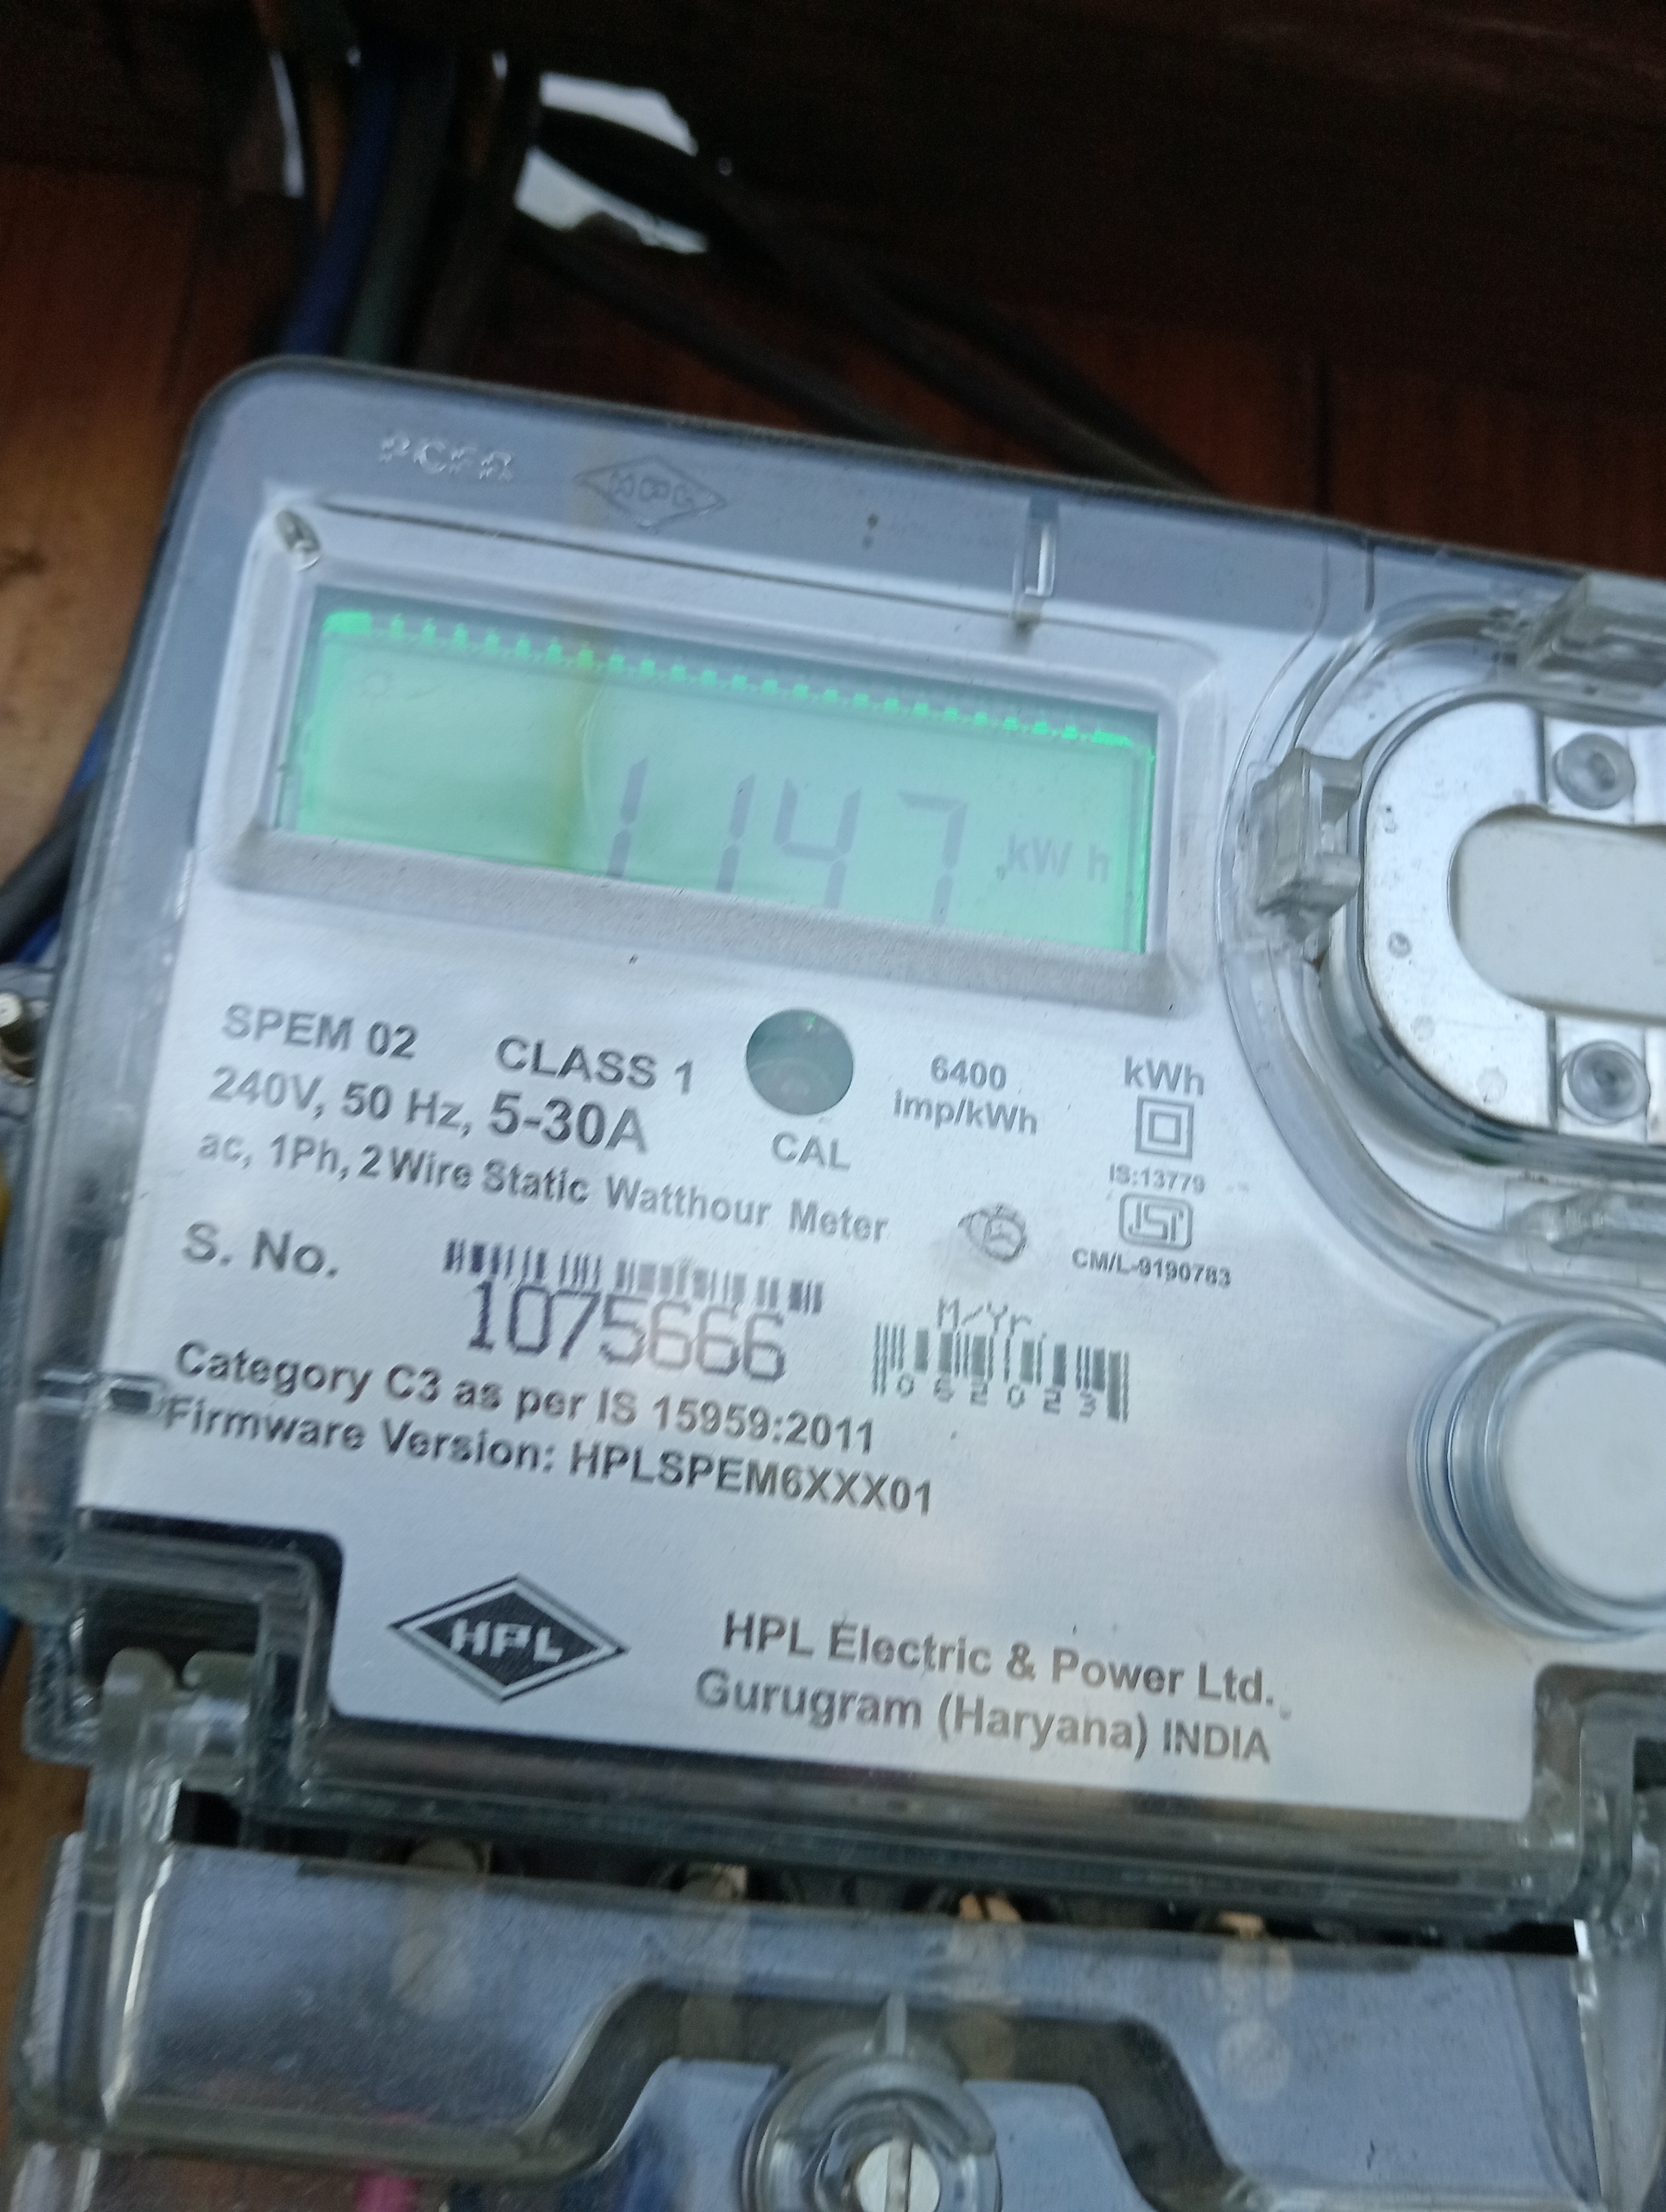 HPL
1147 kWh
SPEM 02 CLASS 1
240V, 50 Hz, 5-30A
ac, 1Ph, 2 Wire Static Watthour Meter
CAL
6400
imp/kWh
kWh
IS:13779
ISI
CM/L-9190783
S. No.
1075666
M/Yr.
062023
Category C3 as per IS 15959:2011
Firmware Version: HPLSPEM6XXX01
HPL
HPL Electric & Power Ltd.
Gurugram (Haryana) INDIA